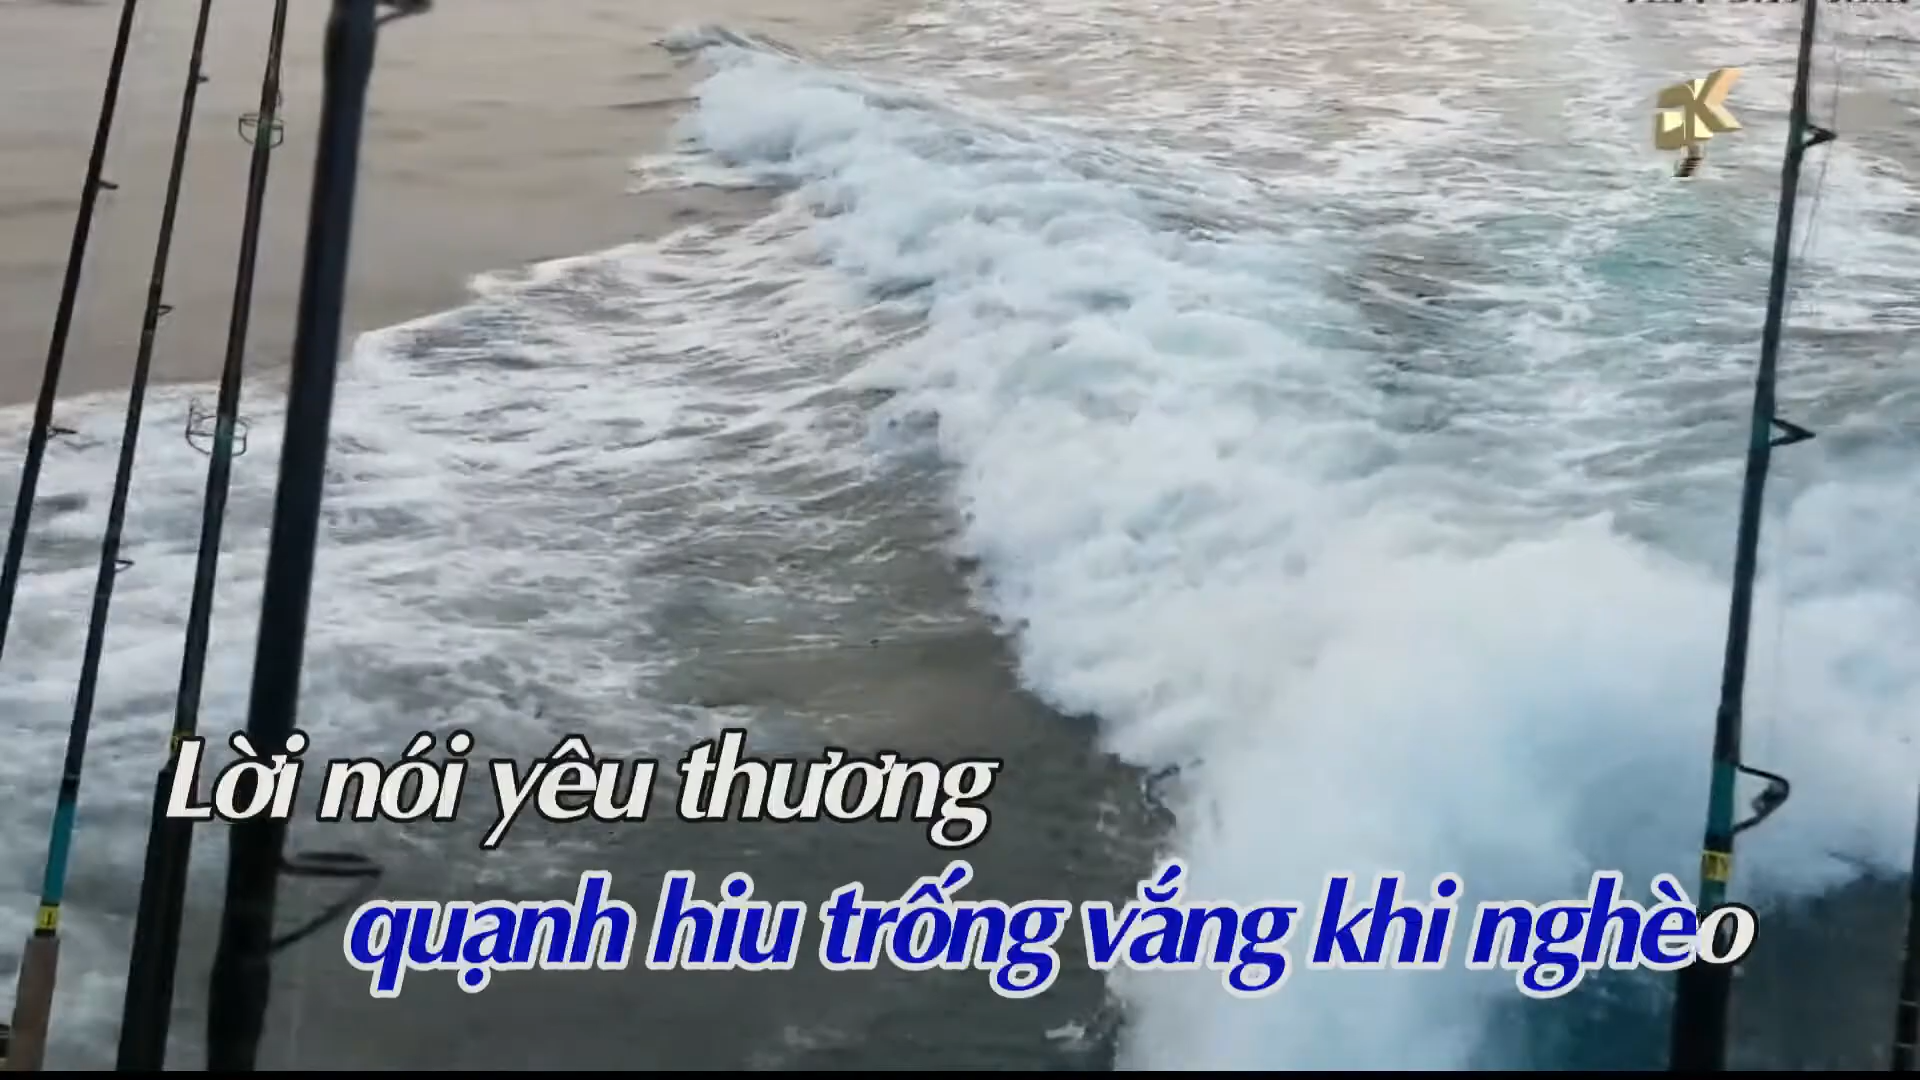 Lời nói yêu thương
quạnh hiu trống vắng khi nghèo